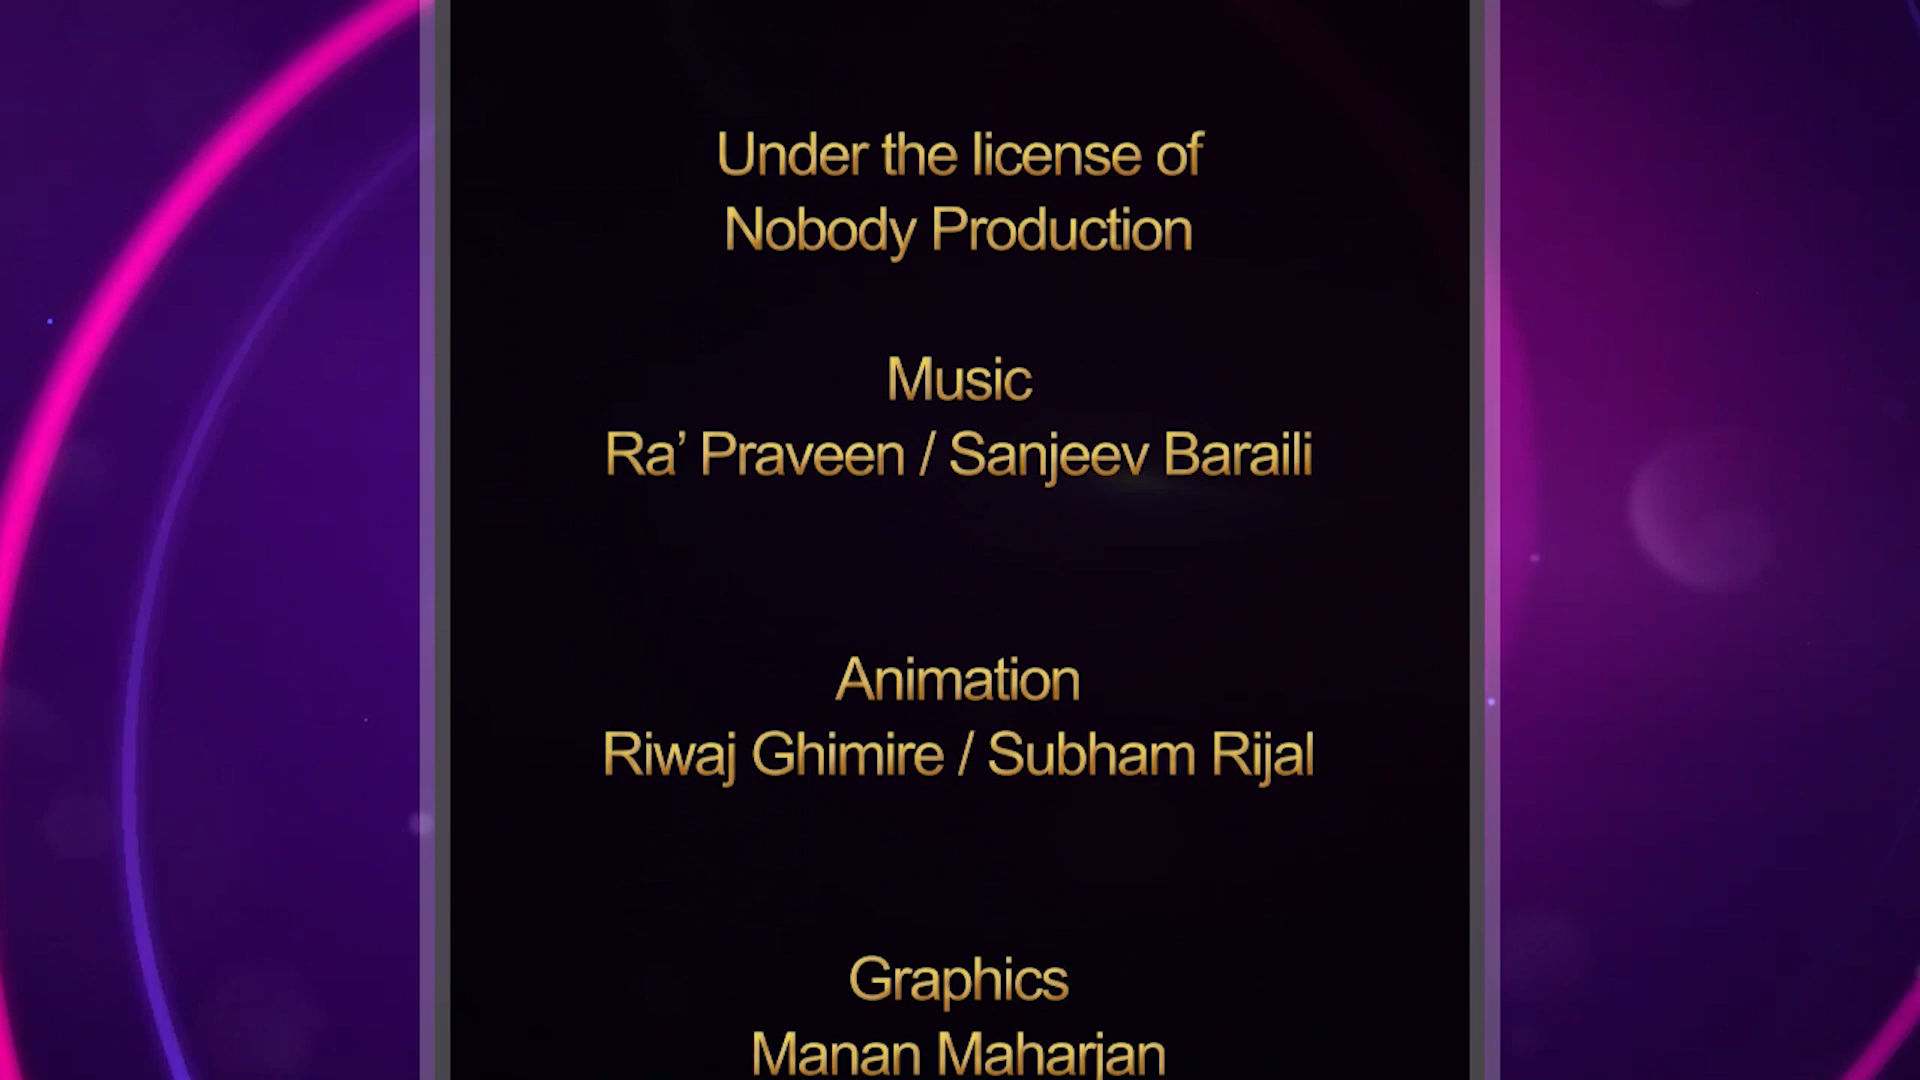 Under the license of
Nobody Production
Music
Ra’ Praveen / Sanjeev Baraili
Animation
Riwaj Ghimire / Subham Rijal
Graphics
Manan Maharjan